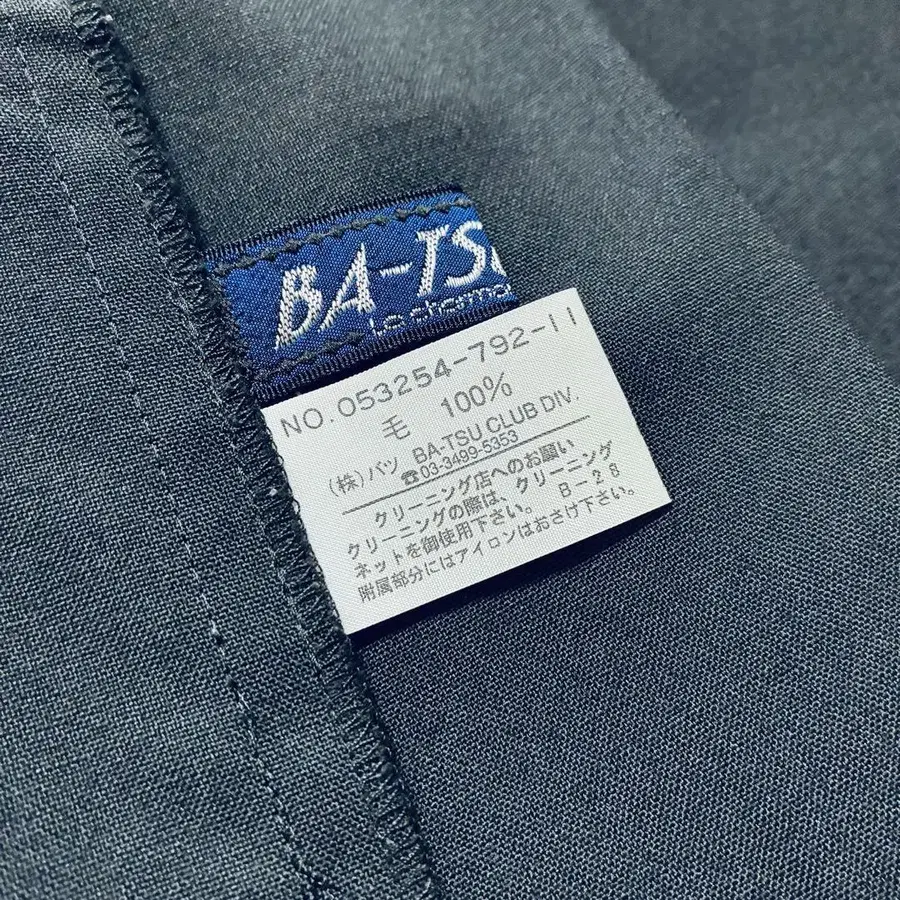 BA-TSU
Le charme
NO.053254-792-11
毛 100%
(株)バツ BA-TSU CLUB DIV.
☎03-3499-5353
クリーニング店へのお願い
クリーニングの際は、クリーニング
ネットを御使用下さい。 B-28
附属部分にはアイロンはおさけ下さい。